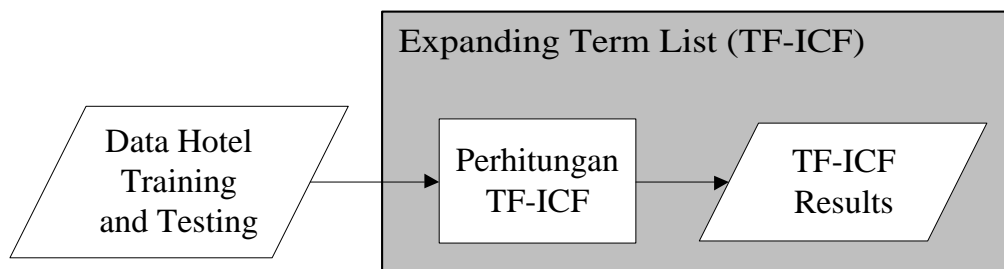 Expanding Term List (TF-ICF)
Data Hotel
Training
and Testing
Perhitungan
TF-ICF
TF-ICF
Results